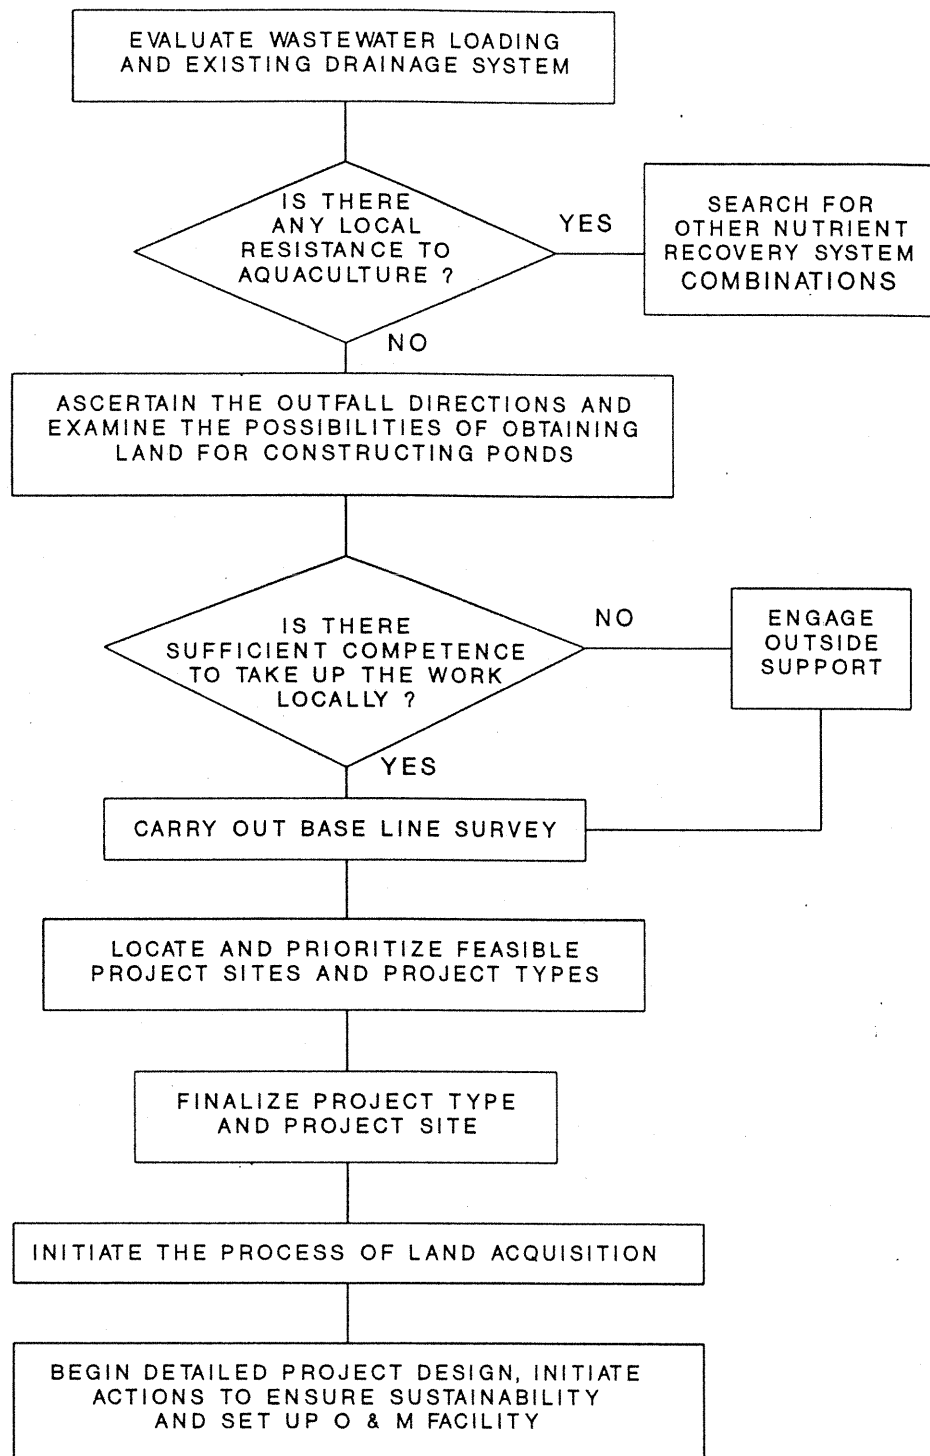 EVALUATE WASTEWATER LOADING
AND EXISTING DRAINAGE SYSTEM
IS THERE
ANY LOCAL
RESISTANCE TO
AQUACULTURE ?
YES
SEARCH FOR
OTHER NUTRIENT
RECOVERY SYSTEM
COMBINATIONS
NO
ASCERTAIN THE OUTFALL DIRECTIONS AND
EXAMINE THE POSSIBILITIES OF OBTAINING
LAND FOR CONSTRUCTING PONDS
IS THERE
SUFFICIENT COMPETENCE
TO TAKE UP THE WORK
LOCALLY ?
NO
ENGAGE
OUTSIDE
SUPPORT
YES
CARRY OUT BASE LINE SURVEY
LOCATE AND PRIORITIZE FEASIBLE
PROJECT SITES AND PROJECT TYPES
FINALIZE PROJECT TYPE
AND PROJECT SITE
INITIATE THE PROCESS OF LAND ACQUISITION
BEGIN DETAILED PROJECT DESIGN, INITIATE
ACTIONS TO ENSURE SUSTAINABILITY
AND SET UP O & M FACILITY